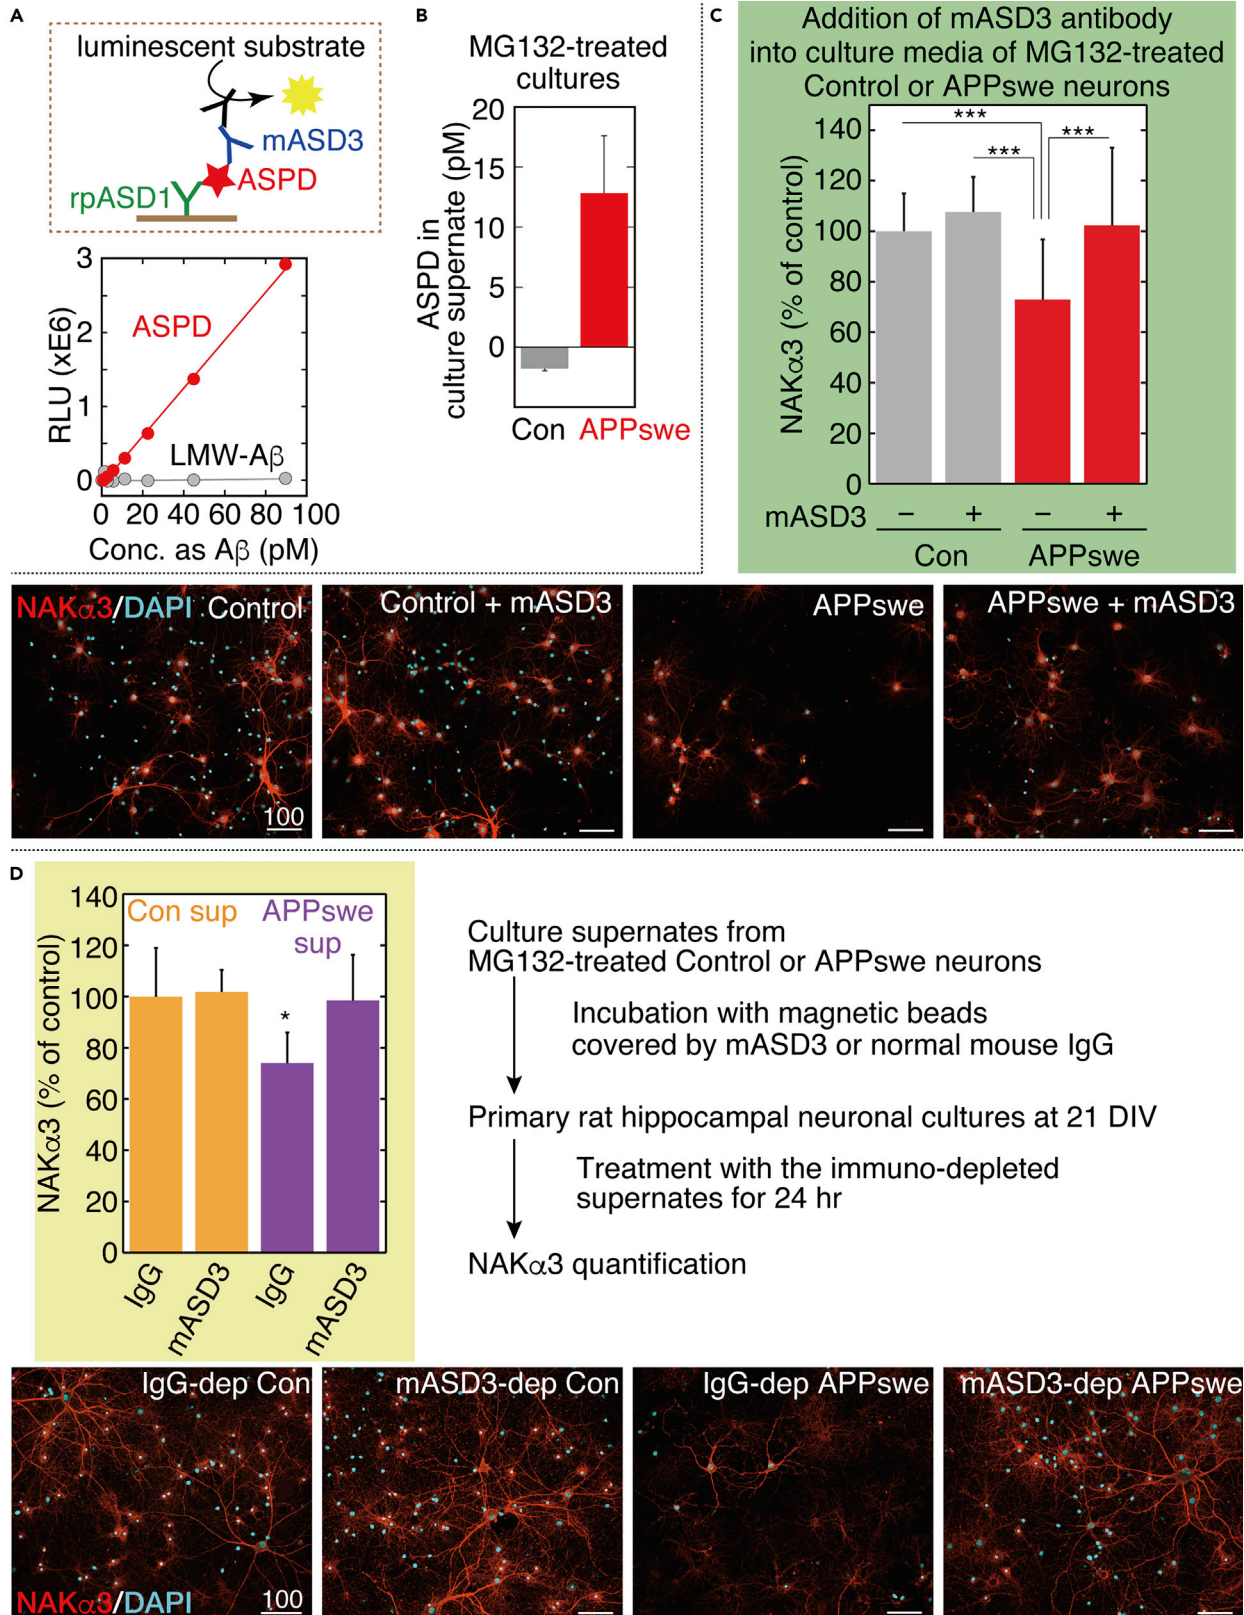 A
luminescent substrate
mASD3
ASPD
rpASD1
3
2
1
0
RLU (xE6)
ASPD
LMW-Aβ
0 20 40 60 80 100
Conc. as Aβ (pM)
B
MG132-treated
cultures
20
15
10
5
0
5
ASPD in
culture supernate (pM)
Con APPswe
C
Addition of mASD3 antibody
into culture media of MG132-treated
Control or APPswe neurons
140
120
100
80
60
40
20
0
NAKα3 (% of control)
***
***
***
mASD3 − + − +
Con APPswe
NAKα3/DAPI Control
100
Control + mASD3
APPswe
APPswe + mASD3
D
140
120
100
80
60
40
20
0
NAKα3 (% of control)
Con sup
APPswe
sup
*
IgG
mASD3
IgG
mASD3
Culture supernates from
MG132-treated Control or APPswe neurons
Incubation with magnetic beads
covered by mASD3 or normal mouse IgG
Primary rat hippocampal neuronal cultures at 21 DIV
Treatment with the immuno-depleted
supernates for 24 hr
NAKα3 quantification
IgG-dep Con
NAKα3/DAPI
100
mASD3-dep Con
IgG-dep APPswe
mASD3-dep APPswe